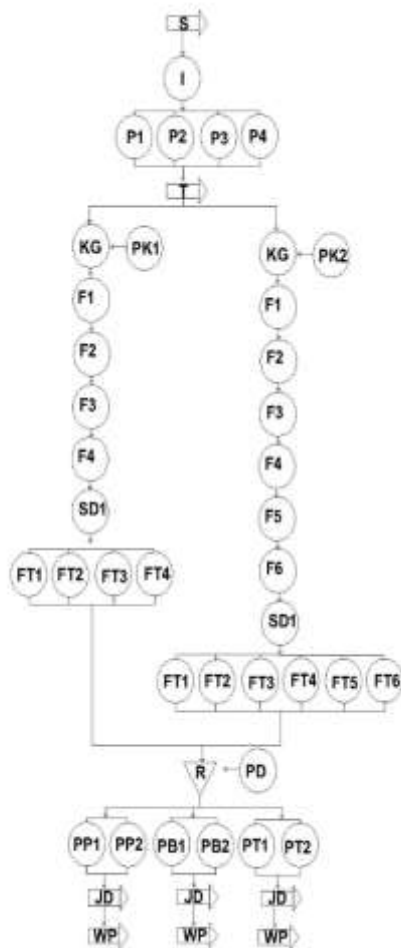 S
I
P1 P2 P3 P4
T
KG PK1 KG PK2
F1 F1
F2 F2
F3 F3
F4 F4
SD1 F5
FT1 FT2 FT3 FT4 F6
SD1
FT1 FT2 FT3 FT4 FT5 FT6
R PD
PP1 PP2 PB1 PB2 PT1 PT2
JD JD JD
WP WP WP